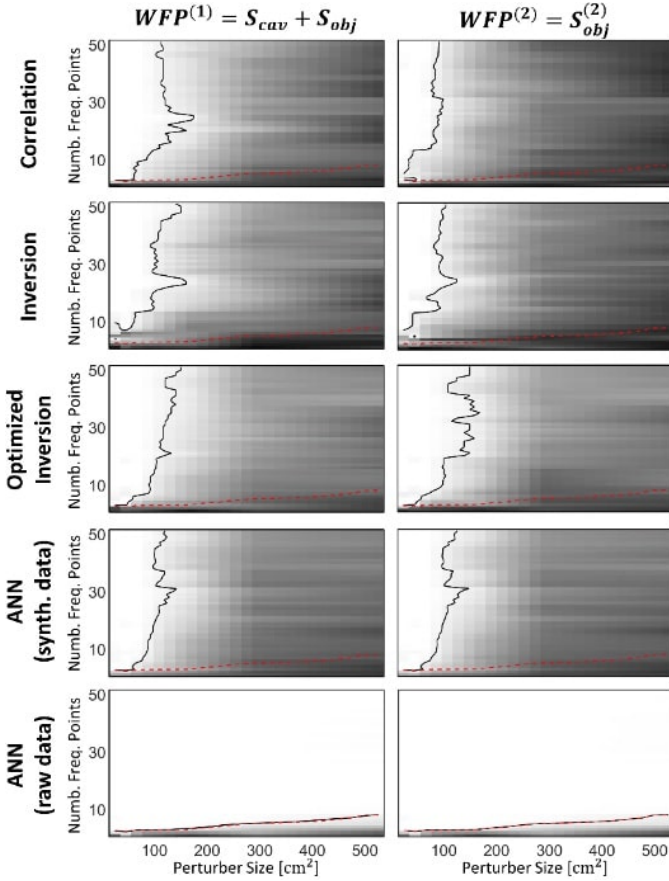 WFP(1) = Scav + Sobj
WFP(2) = S(2)obj
Correlation
Numb. Freq. Points
50
30
10
Inversion
Numb. Freq. Points
50
30
10
Optimized
Inversion
Numb. Freq. Points
50
30
10
ANN
(synth. data)
Numb. Freq. Points
50
30
10
ANN
(raw data)
Numb. Freq. Points
50
30
10
100 200 300 400 500
Perturber Size [cm²]
100 200 300 400 500
Perturber Size [cm²]